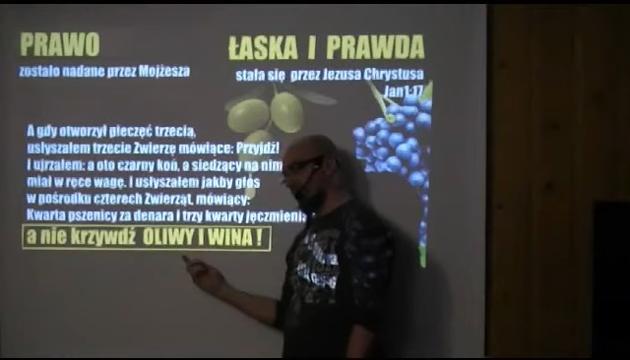 PRAWO
zostało nadane przez Mojżesza
ŁASKA I PRAWDA
stała się przez Jezusa Chrystusa
Jan1:17
A gdy otworzył pieczęć trzecią,
usłyszałem trzecie Zwierzę mówiące: Przyjdź!
I ujrzałem: a oto czarny koń, a siedzący na nim
miał w ręce wagę. I usłyszałem jakby głos
w pośrodku czterech Zwierząt, mówiący:
Kwarta pszenicy za denara i trzy kwarty jęczmienia
a nie krzywdź OLIWY I WINA !